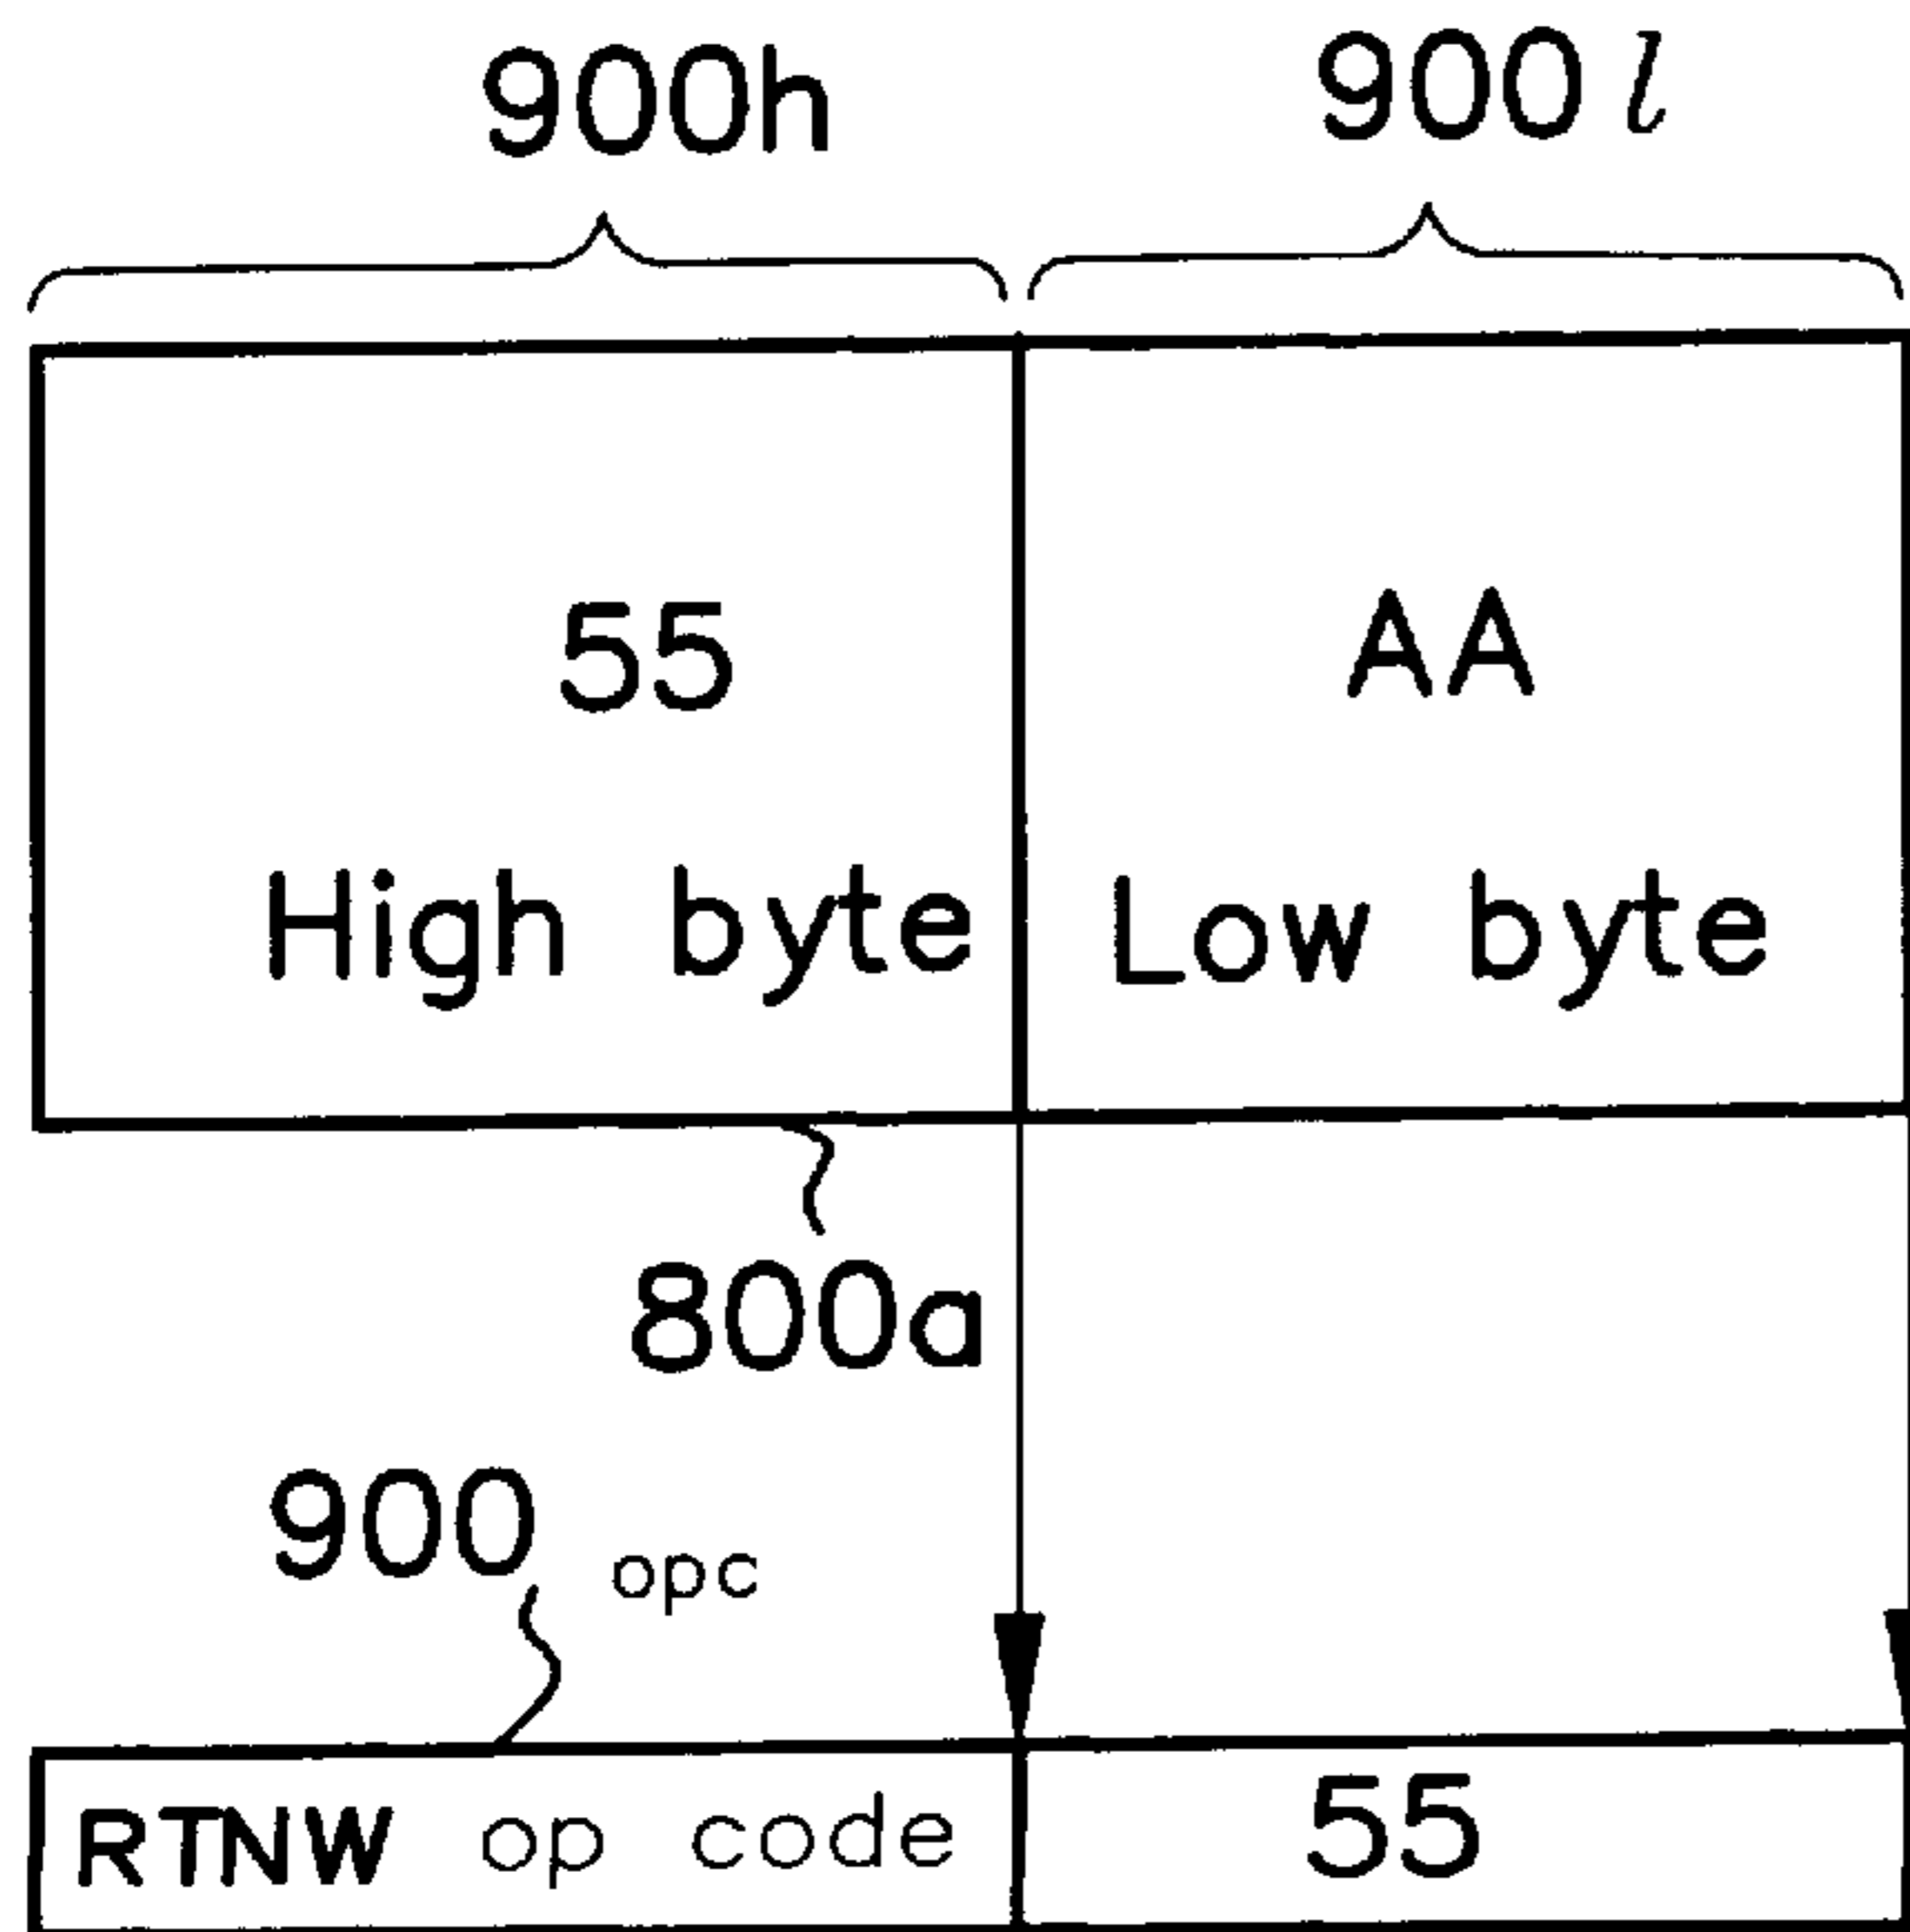 900h 900l
55 AA
High byte Low byte
800a
900 opc
RTNW op code 55